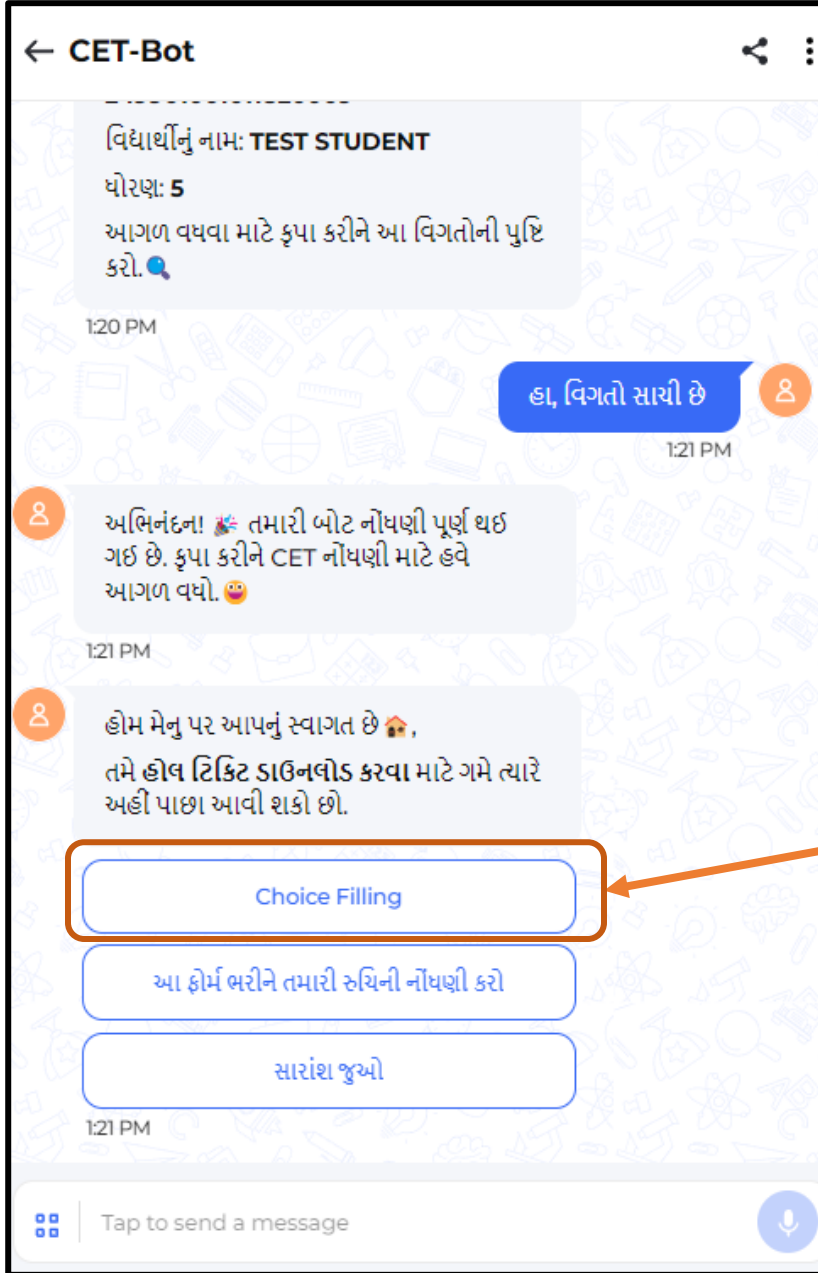 CET-Bot
વિદ્યાર્થીનું નામ: TEST STUDENT
ધોરણ: 5
આગળ વધવા માટે કૃપા કરીને આ વિગતોની પુષ્ટિ
કરો.
1:20 PM
હા, વિગતો સાચી છે
1:21 PM
અભિનંદન! તમારી બોટ નોંધણી પૂર્ણ થઈ
ગઈ છે. કૃપા કરીને CET નોંધણી માટે હવે
આગળ વધો.
1:21 PM
હોમ મેનુ પર આપનું સ્વાગત છે ,
તમે હોલ ટિકિટ ડાઉનલોડ કરવા માટે ગમે ત્યારે
અહીં પાછા આવી શકો છો.
Choice Filling
આ ફોર્મ ભરીને તમારી રુચિની નોંધણી કરો
સારાંશ જુઓ
1:21 PM
Tap to send a message